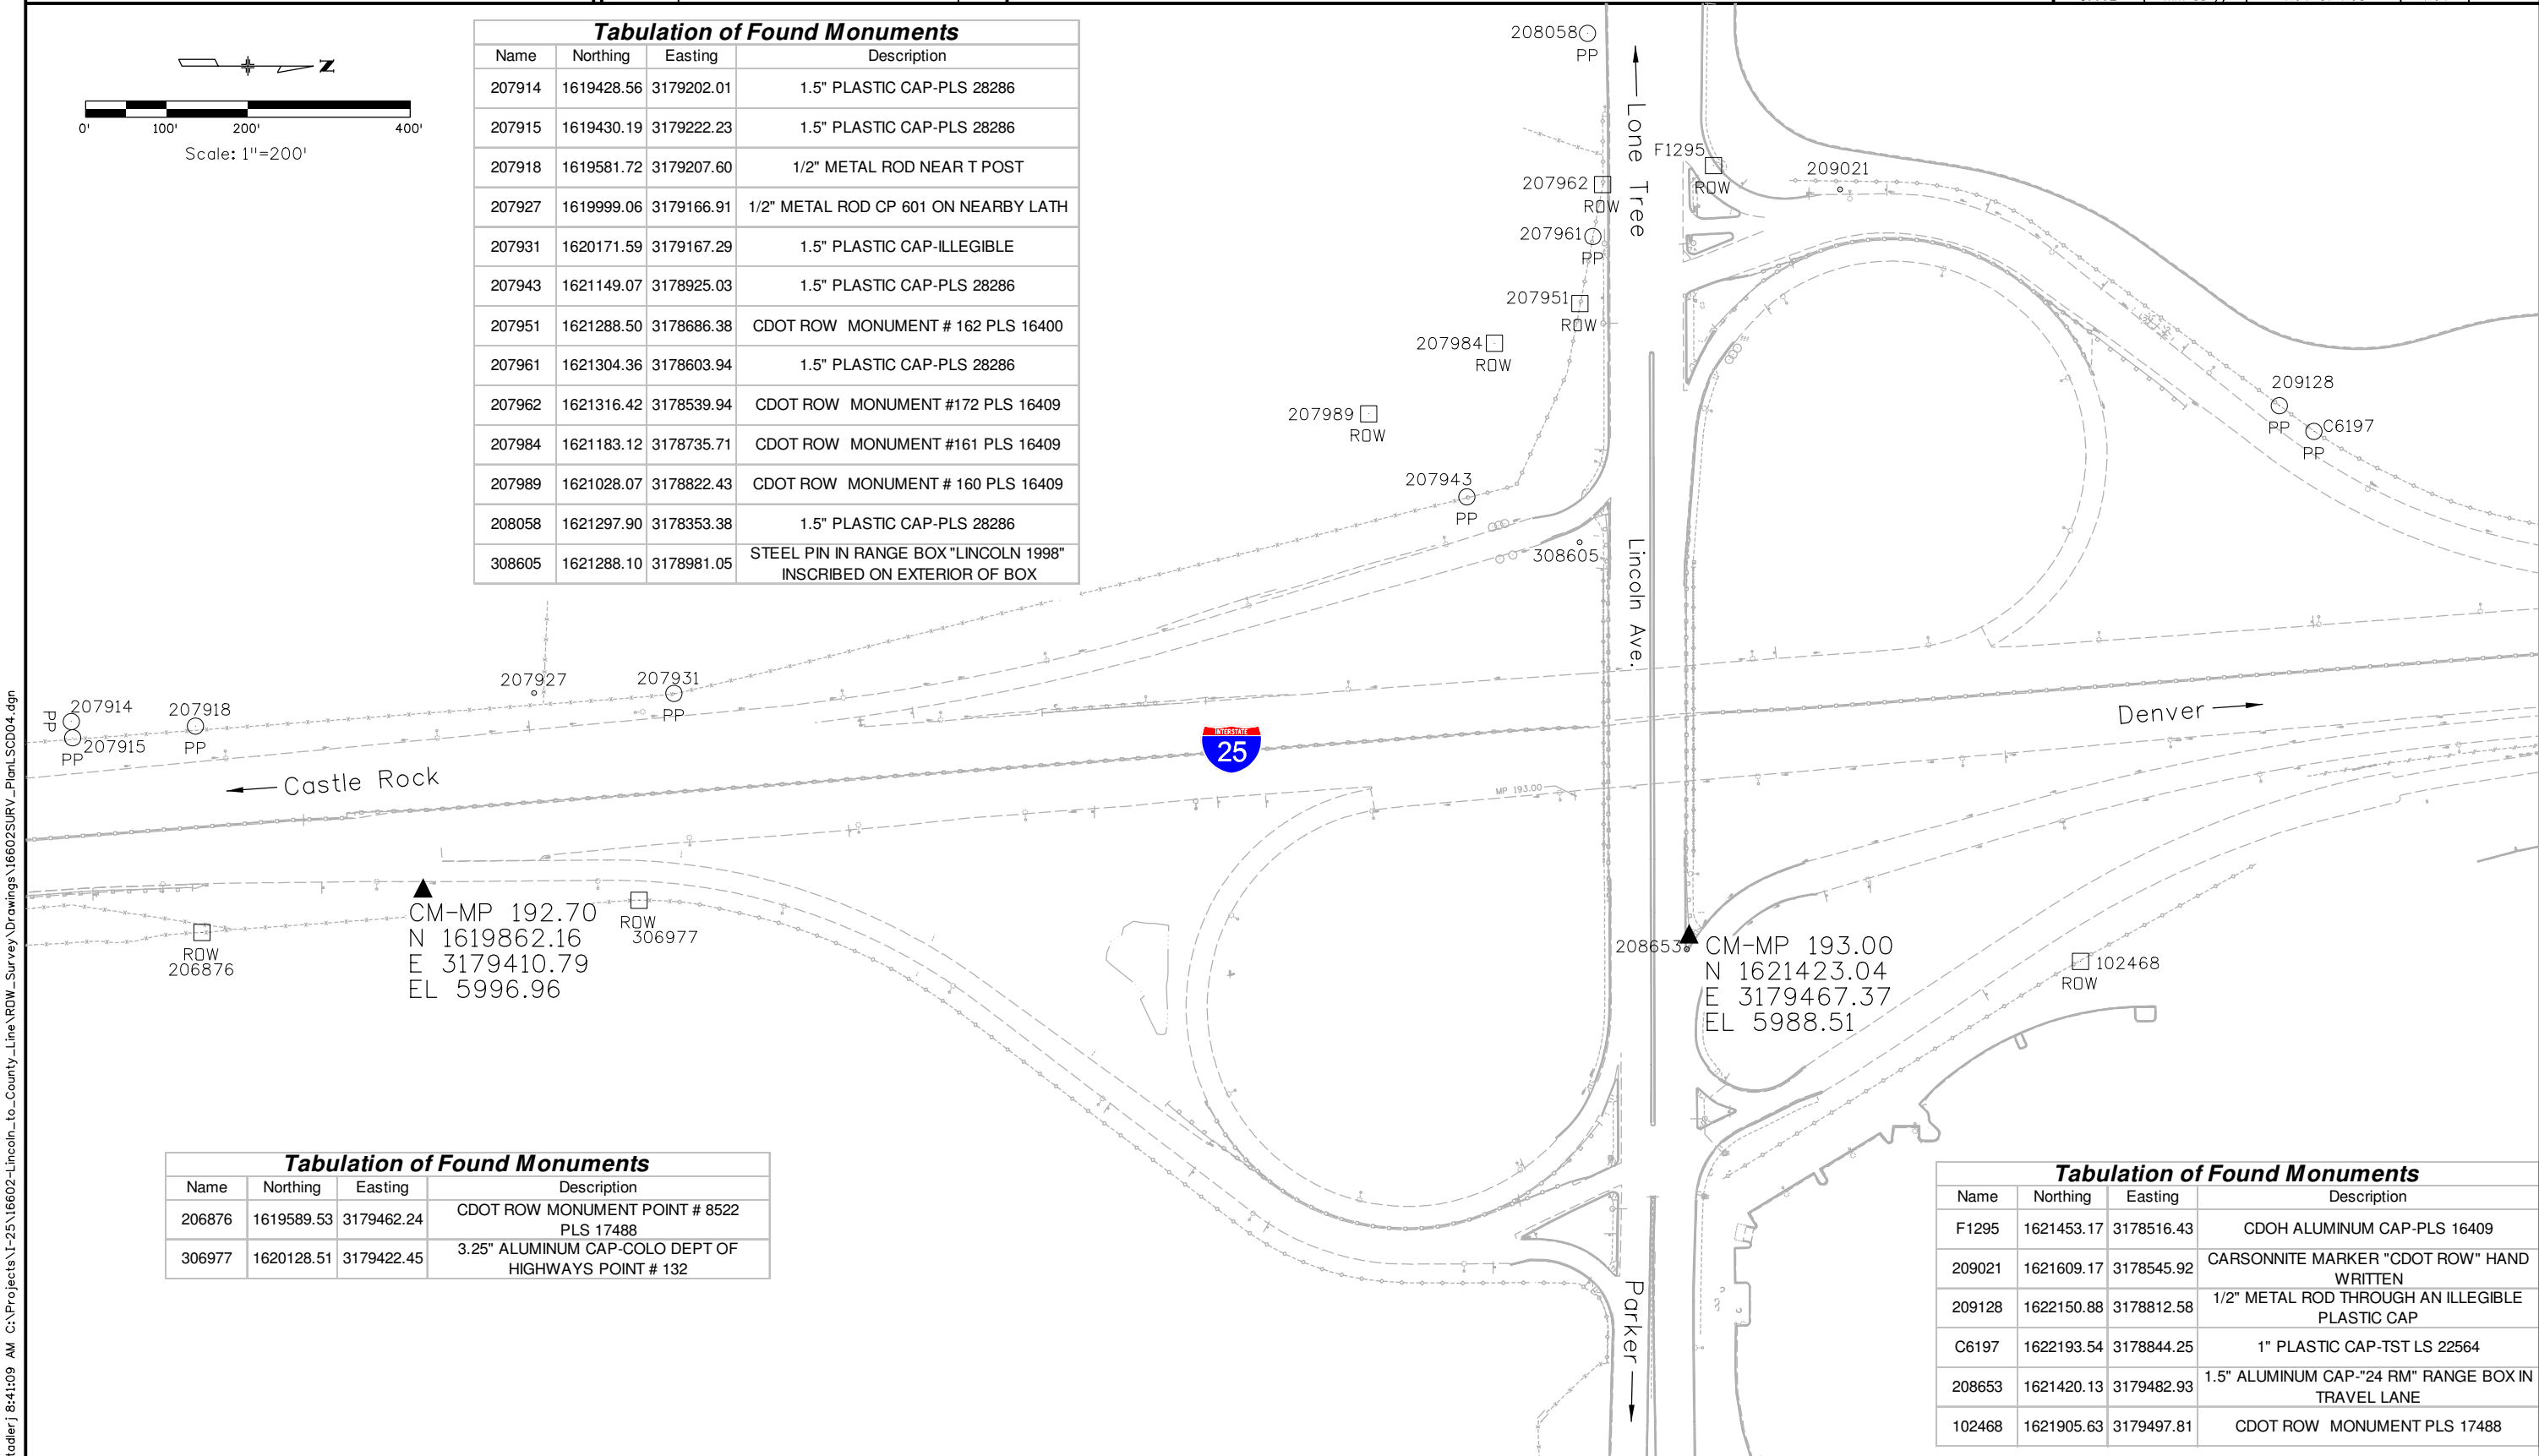 Tabulation of Found Monuments
Name Northing Easting Description
207914 1619428.56 3179202.01 1.5" PLASTIC CAP-PLS 28286
207915 1619430.19 3179222.23 1.5" PLASTIC CAP-PLS 28286
207918 1619581.72 3179207.60 1/2" METAL ROD NEAR T POST
207927 1619999.06 3179166.91 1/2" METAL ROD CP 601 ON NEARBY LATH
207931 1620171.59 3179167.29 1.5" PLASTIC CAP-ILLEGIBLE
207943 1621149.07 3178925.03 1.5" PLASTIC CAP-PLS 28286
207951 1621288.50 3178686.38 CDOT ROW MONUMENT # 162 PLS 16400
207961 1621304.36 3178603.94 1.5" PLASTIC CAP-PLS 28286
207962 1621316.42 3178539.94 CDOT ROW MONUMENT #172 PLS 16409
207984 1621183.12 3178735.71 CDOT ROW MONUMENT #161 PLS 16409
207989 1621028.07 3178822.43 CDOT ROW MONUMENT # 160 PLS 16409
208058 1621297.90 3178353.38 1.5" PLASTIC CAP-PLS 28286
308605 1621288.10 3178981.05 STEEL PIN IN RANGE BOX "LINCOLN 1998"
INSCRIBED ON EXTERIOR OF BOX
N
0' 100' 200' 400'
Scale: 1"=200'
208058
PP
Lone Tree
F1295
ROW
209021
207962
ROW
207961
PP
207951
ROW
207984
ROW
207989
ROW
209128
PP
C6197
PP
207943
PP
308605
Lincoln Ave.
207927
207931
PP
207914
PP
207918
PP
207915
PP
INTERSTATE
25
Denver
Castle Rock
MP 193.00
CM-MP 192.70
N 1619862.16
E 3179410.79
EL 5996.96
ROW
306977
ROW
206876
208653
CM-MP 193.00
N 1621423.04
E 3179467.37
EL 5988.51
102468
ROW
Parker
Tabulation of Found Monuments
Name Northing Easting Description
206876 1619589.53 3179462.24 CDOT ROW MONUMENT POINT # 8522
PLS 17488
306977 1620128.51 3179422.45 3.25" ALUMINUM CAP-COLO DEPT OF
HIGHWAYS POINT # 132
Tabulation of Found Monuments
Name Northing Easting Description
F1295 1621453.17 3178516.43 CDOH ALUMINUM CAP-PLS 16409
209021 1621609.17 3178545.92 CARSONNITE MARKER "CDOT ROW" HAND
WRITTEN
209128 1622150.88 3178812.58 1/2" METAL ROD THROUGH AN ILLEGIBLE
PLASTIC CAP
C6197 1622193.54 3178844.25 1" PLASTIC CAP-TST LS 22564
208653 1621420.13 3179482.93 1.5" ALUMINUM CAP-"24 RM" RANGE BOX IN
TRAVEL LANE
102468 1621905.63 3179497.81 CDOT ROW MONUMENT PLS 17488
8:41:09 AM C:\Projects\I-25\16602-Lincoln_to_County_Line\ROW_Survey\Drawings\16602SURV_PlanLSCD04.dgn